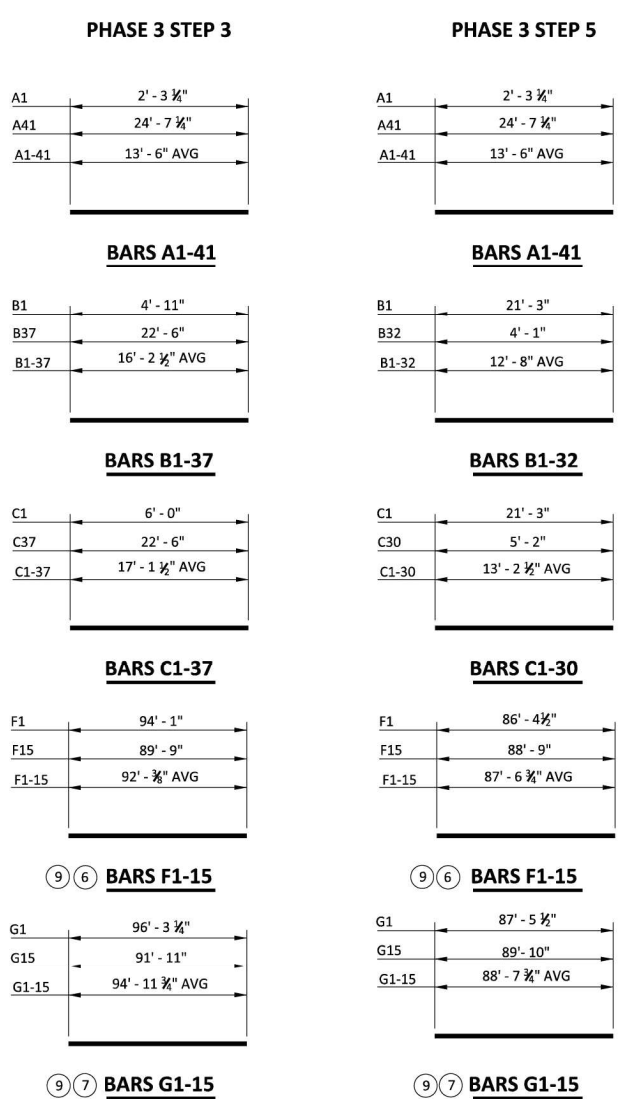 PHASE 3 STEP 3
A1 2' - 3 ¼"
A41 24' - 7 ¼"
A1-41 13' - 6" AVG
BARS A1-41
B1 4' - 11"
B37 22' - 6"
B1-37 16' - 2 ½" AVG
BARS B1-37
C1 6' - 0"
C37 22' - 6"
C1-37 17' - 1 ½" AVG
BARS C1-37
F1 94' - 1"
F15 89' - 9"
F1-15 92' - ⅜" AVG
9 6 BARS F1-15
G1 96' - 3 ¼"
G15 91' - 11"
G1-15 94' - 11 ¾" AVG
9 7 BARS G1-15
PHASE 3 STEP 5
A1 2' - 3 ¼"
A41 24' - 7 ¼"
A1-41 13' - 6" AVG
BARS A1-41
B1 21' - 3"
B32 4' - 1"
B1-32 12' - 8" AVG
BARS B1-32
C1 21' - 3"
C30 5' - 2"
C1-30 13' - 2 ½" AVG
BARS C1-30
F1 86' - 4½"
F15 88' - 9"
F1-15 87' - 6 ¾" AVG
9 6 BARS F1-15
G1 87' - 5 ½"
G15 89'- 10"
G1-15 88' - 7 ¾" AVG
9 7 BARS G1-15